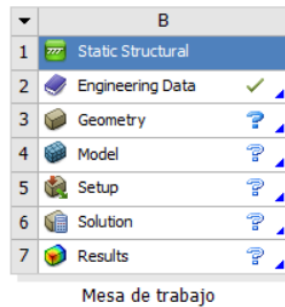 B
1 Static Structural
2 Engineering Data
3 Geometry
4 Model
5 Setup
6 Solution
7 Results
Mesa de trabajo